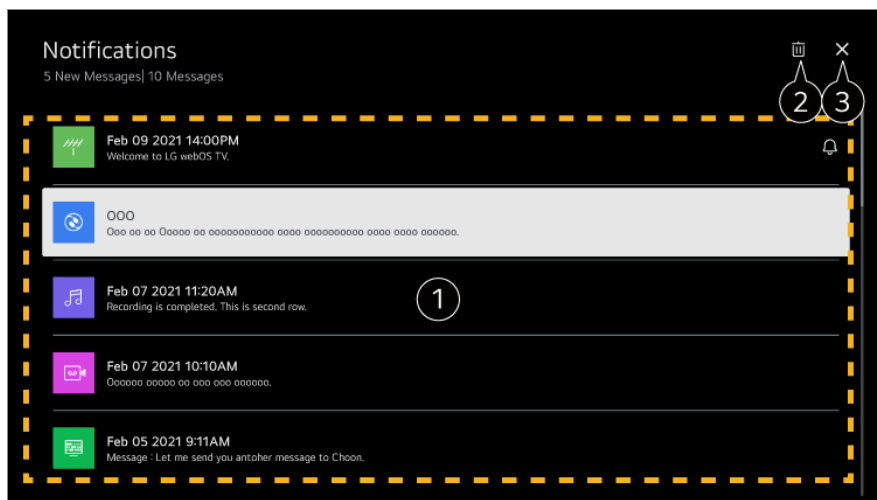 Notifications
5 New Messages| 10 Messages
2 3
Feb 09 2021 14:00PM
Welcome to LG webOS TV.
OOO
Ooo oo oo Ooooo oo ooooooooooo oooo oooooooooo oooo oooo oooooo.
Feb 07 2021 11:20AM
Recording is completed. This is second row.
1
Feb 07 2021 10:10AM
Oooooo ooooo oo ooo ooo oooooo.
Feb 05 2021 9:11AM
Message : Let me send you antoher message to Choon.